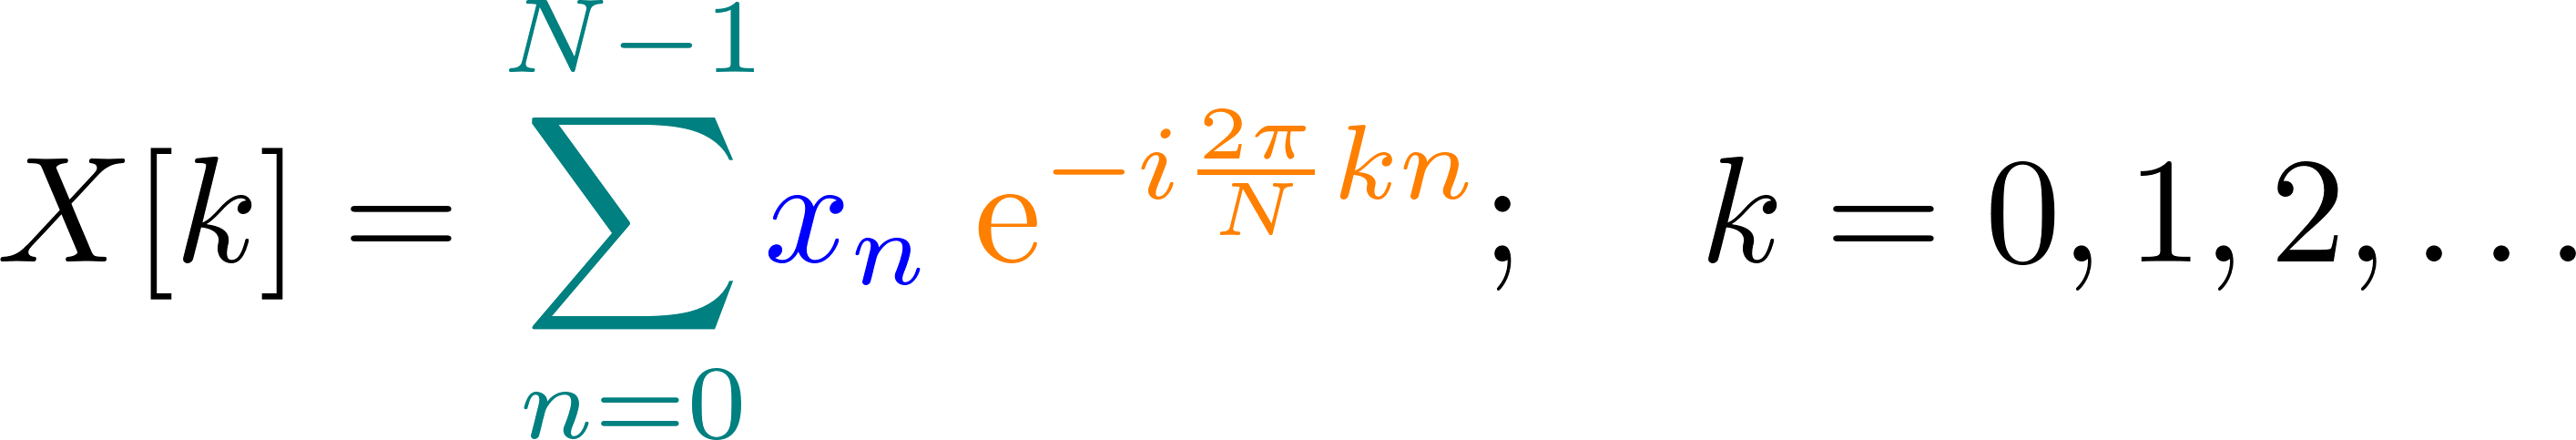 X[k] = \sum_{n=0}^{N-1} x_n e^{-i \frac{2\pi}{N} kn}; k = 0, 1, 2, . . .